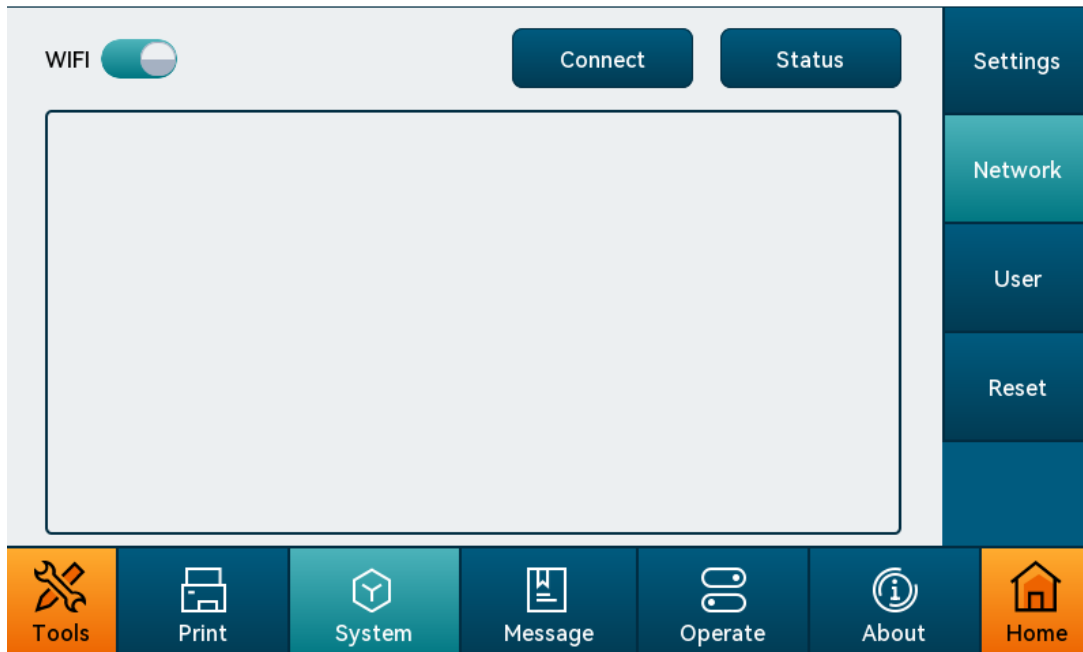 WIFI
Connect
Status
Settings
Network
User
Reset
Tools
Print
System
Message
Operate
About
Home